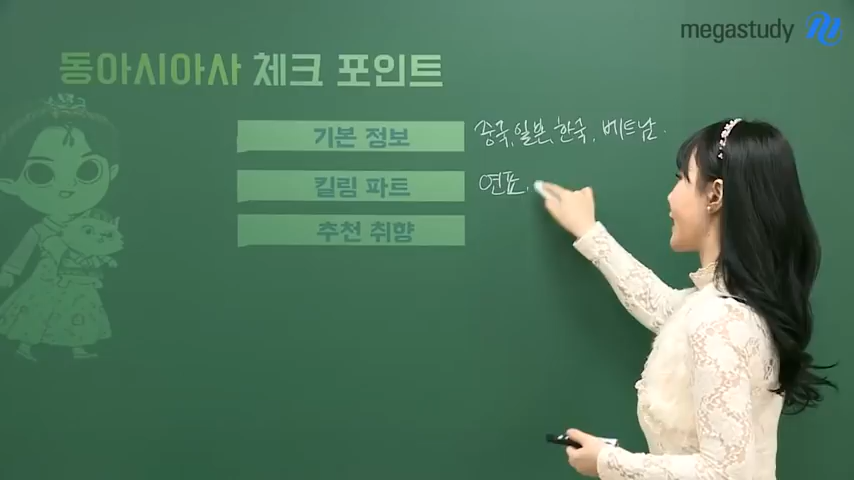 megastudy
동아시아사 체크 포인트
기본 정보 중국, 일본, 한국, 베트남.
킬링 파트 연표,
추천 취향